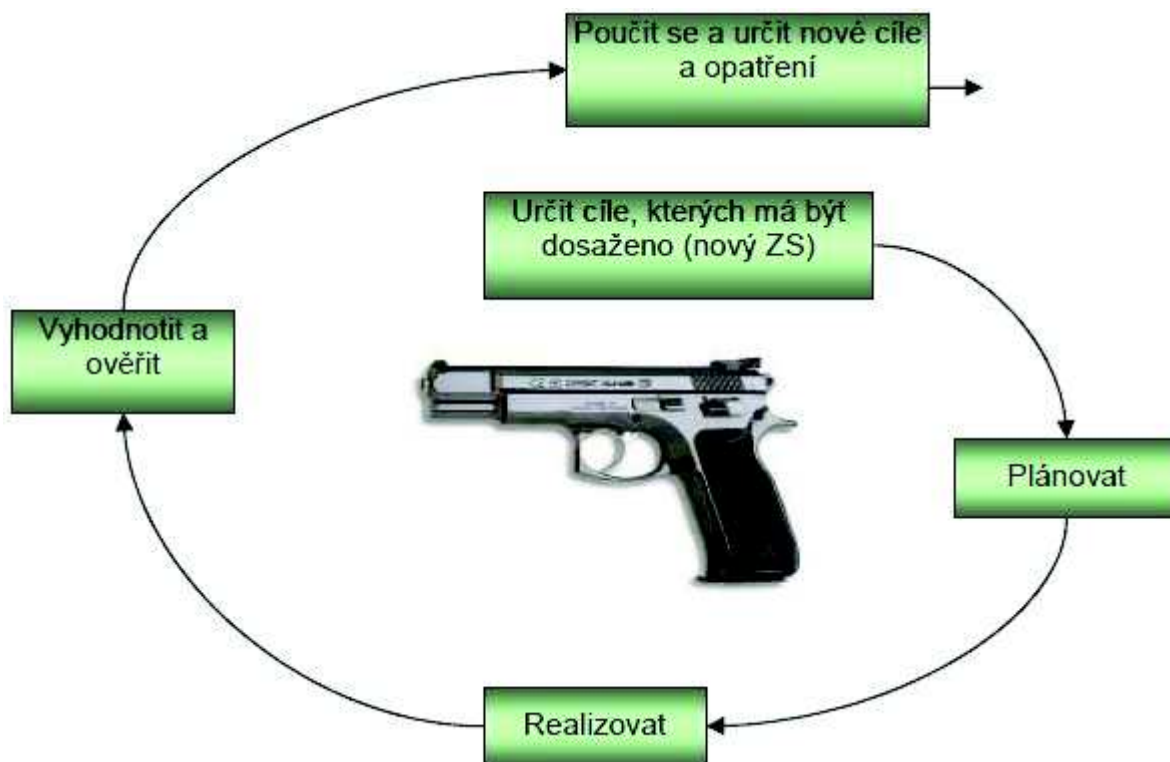 Poučit se a určit nové cíle
a opatření
Určit cíle, kterých má být
dosaženo (nový ZS)
Vyhodnotit a
ověřit
Plánovat
Realizovat